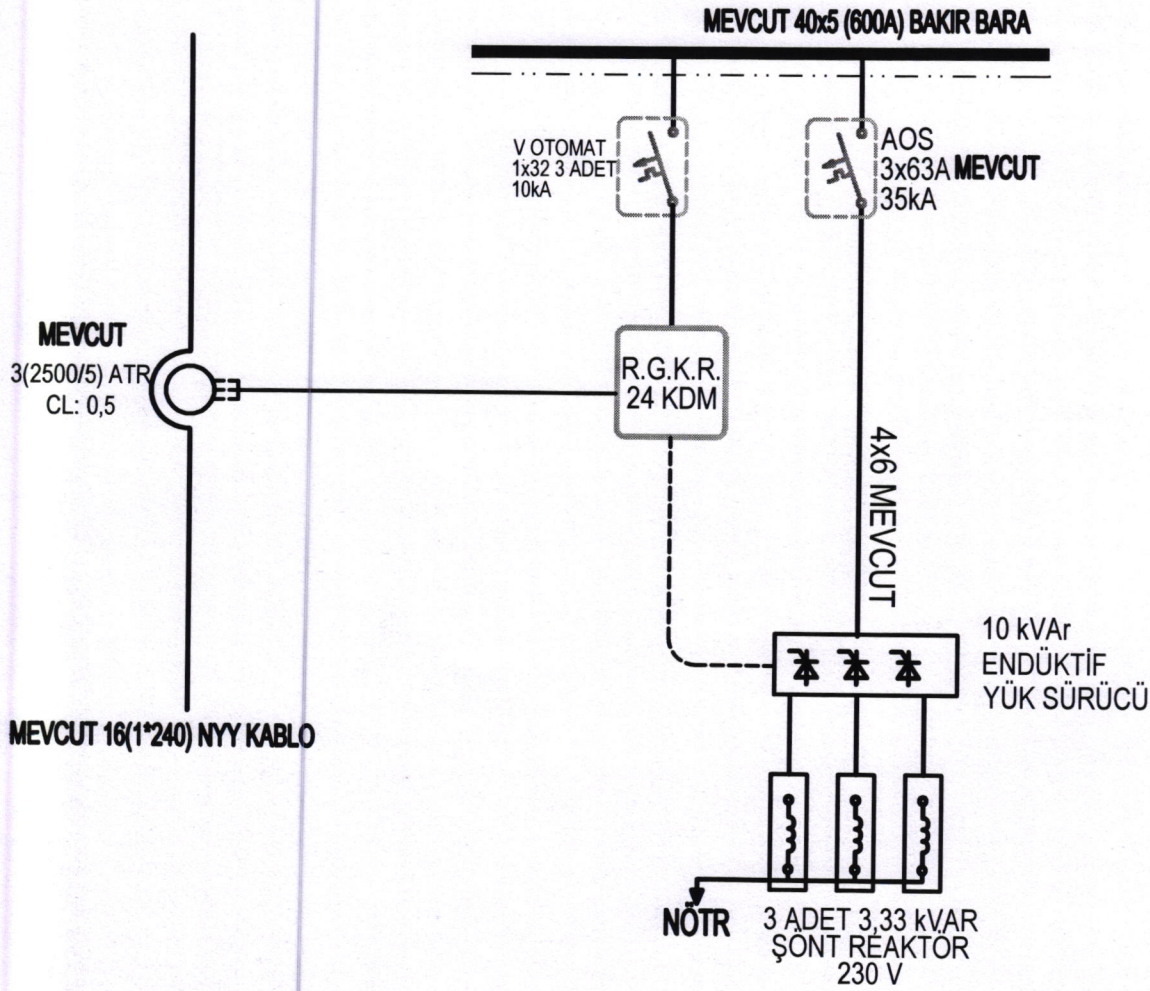 MEVCUT 40x5 (600A) BAKIR BARA
V OTOMAT
1x32 3 ADET
10kA
AOS
3x63A MEVCUT
35kA
MEVCUT
3(2500/5) ATR
CL: 0,5
R.G.K.R.
24 KDM
4x6 MEVCUT
10 kVAr
ENDÜKTİF
YÜK SÜRÜCÜ
MEVCUT 16(1*240) NYY KABLO
NÖTR
3 ADET 3,33 kVAR
ŞÖNT REAKTÖR
230 V